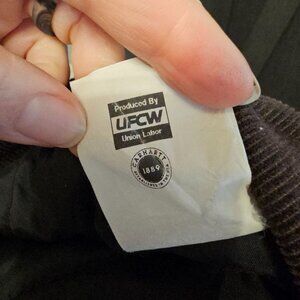 Produced By
UFCW
Union Labor
CARHARTT
1889